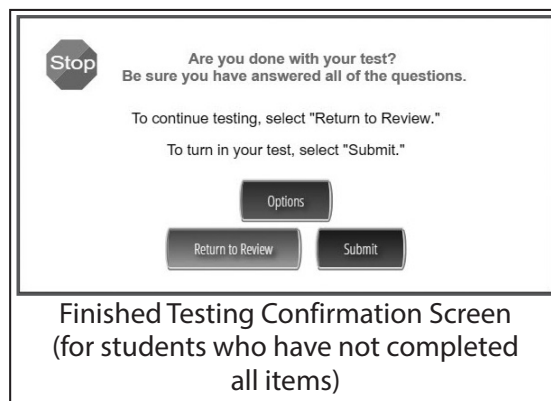 Stop
Are you done with your test?
Be sure you have answered all of the questions.
To continue testing, select "Return to Review."
To turn in your test, select "Submit."
Options
Return to Review
Submit
Finished Testing Confirmation Screen
(for students who have not completed
all items)